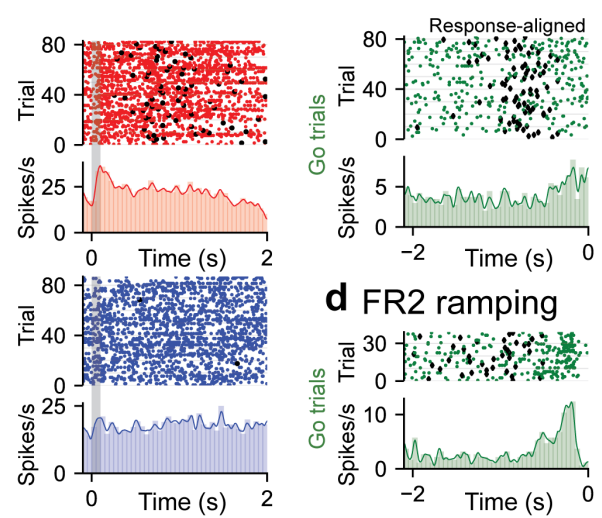 Response-aligned
80
40
0
Trial
25
0
Spikes/s
0
2
Time (s)
Go trials
80
40
0
Trial
5
0
Spikes/s
−2
0
Time (s)
80
40
0
Trial
25
0
Spikes/s
0
2
Time (s)
d FR2 ramping
Go trials
30
0
Trial
10
0
Spikes/s
−2
0
Time (s)